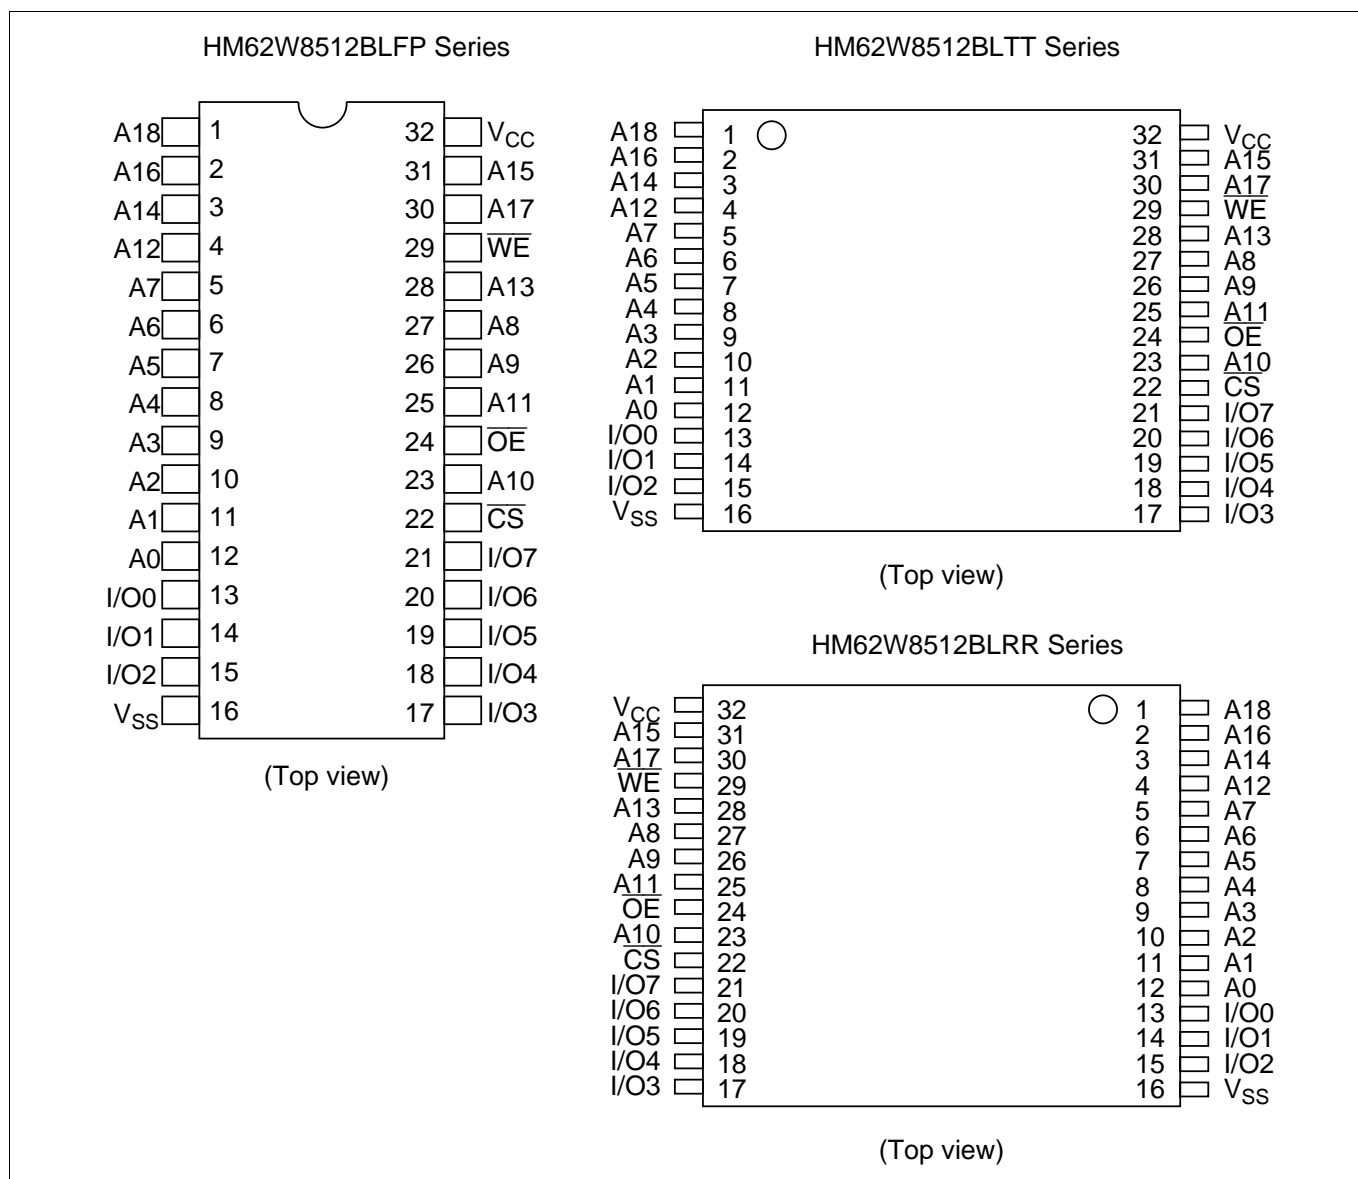 HM62W8512BLFP Series
A18 1 32 VCC
A16 2 31 A15
A14 3 30 A17
A12 4 29 WE
A7 5 28 A13
A6 6 27 A8
A5 7 26 A9
A4 8 25 A11
A3 9 24 OE
A2 10 23 A10
A1 11 22 CS
A0 12 21 I/O7
I/O0 13 20 I/O6
I/O1 14 19 I/O5
I/O2 15 18 I/O4
VSS 16 17 I/O3
(Top view)
HM62W8512BLTT Series
A18 1 32 VCC
A16 2 31 A15
A14 3 30 A17
A12 4 29 WE
A7 5 28 A13
A6 6 27 A8
A5 7 26 A9
A4 8 25 A11
A3 9 24 OE
A2 10 23 A10
A1 11 22 CS
A0 12 21 I/O7
I/O0 13 20 I/O6
I/O1 14 19 I/O5
I/O2 15 18 I/O4
VSS 16 17 I/O3
(Top view)
HM62W8512BLRR Series
VCC 32 1 A18
A15 31 2 A16
A17 30 3 A14
WE 29 4 A12
A13 28 5 A7
A8 27 6 A6
A9 26 7 A5
A11 25 8 A4
OE 24 9 A3
A10 23 10 A2
CS 22 11 A1
I/O7 21 12 A0
I/O6 20 13 I/O0
I/O5 19 14 I/O1
I/O4 18 15 I/O2
I/O3 17 16 VSS
(Top view)